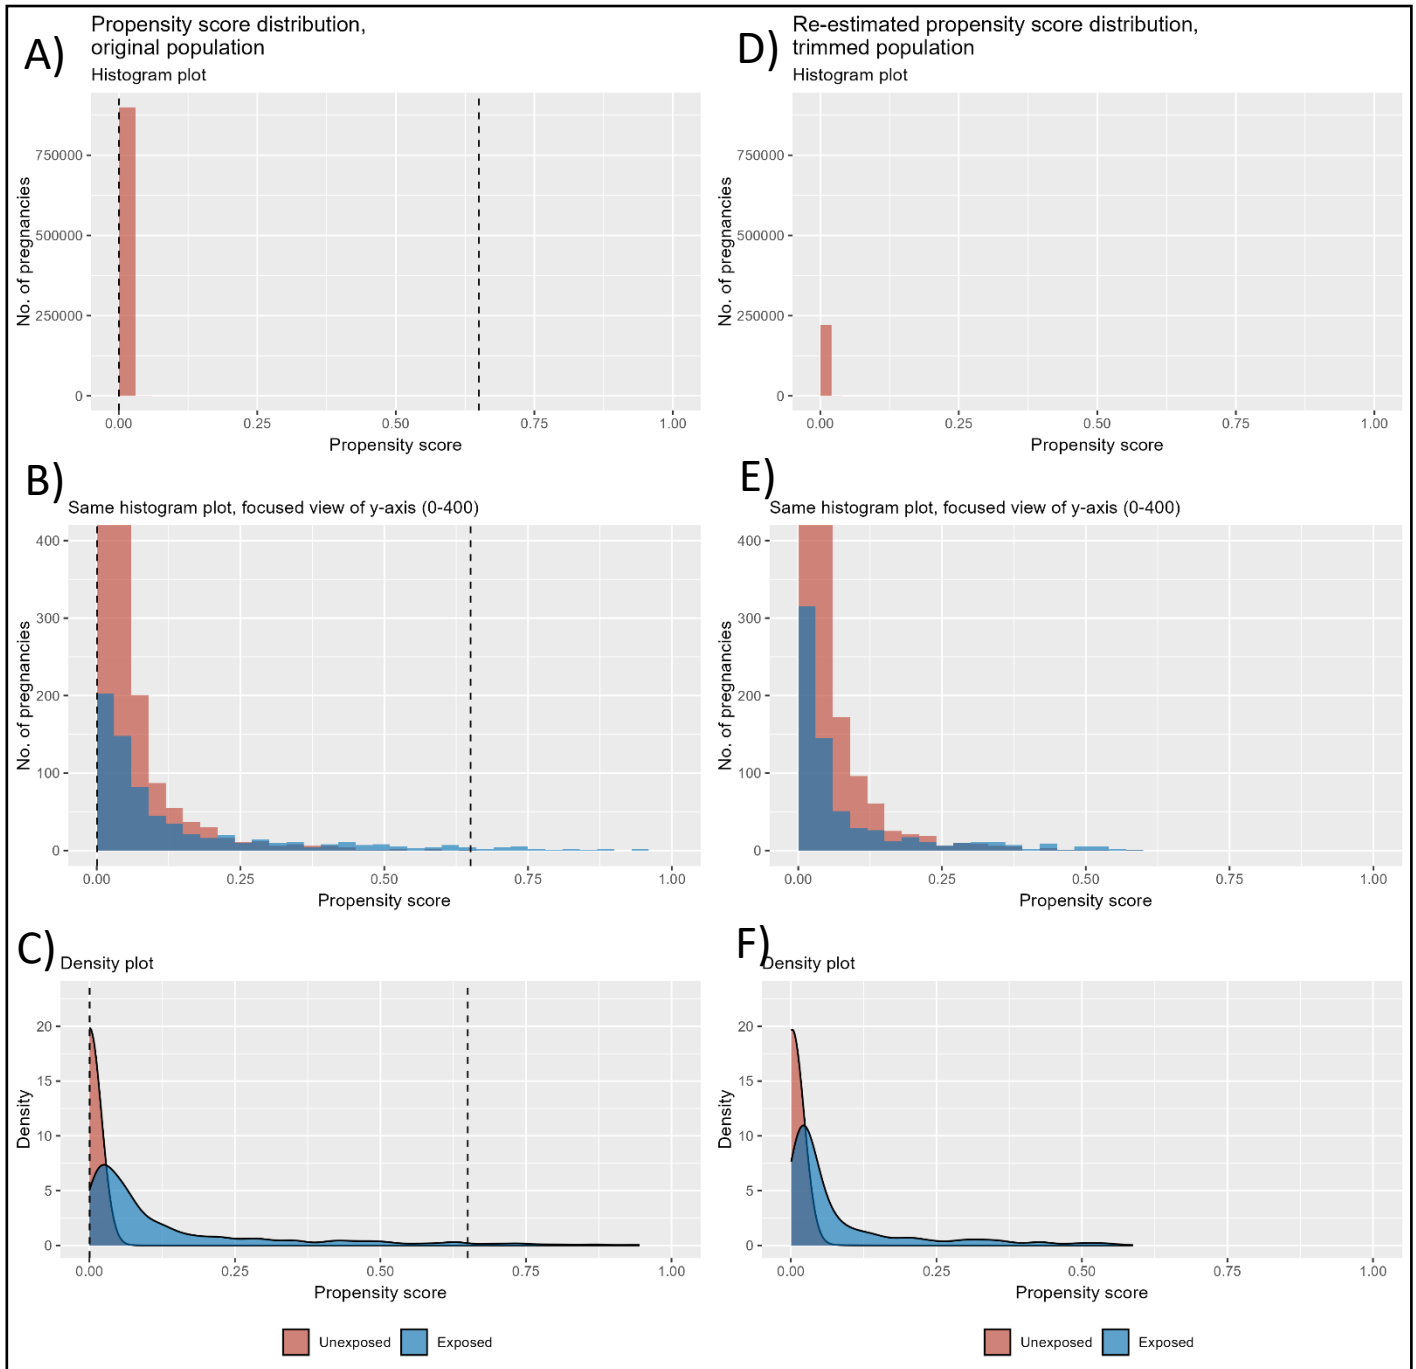 A)
Propensity score distribution,
original population
Histogram plot
No. of pregnancies
750000
500000
250000
0
0.00 0.25 0.50 0.75 1.00
Propensity score
D)
Re-estimated propensity score distribution,
trimmed population
Histogram plot
No. of pregnancies
750000
500000
250000
0
0.00 0.25 0.50 0.75 1.00
Propensity score
B)
Same histogram plot, focused view of y-axis (0-400)
No. of pregnancies
400
300
200
100
0
0.00 0.25 0.50 0.75 1.00
Propensity score
E)
Same histogram plot, focused view of y-axis (0-400)
No. of pregnancies
400
300
200
100
0
0.00 0.25 0.50 0.75 1.00
Propensity score
C)
Density plot
Density
20
15
10
5
0
0.00 0.25 0.50 0.75 1.00
Propensity score
Unexposed Exposed
F)
Density plot
Density
20
15
10
5
0
0.00 0.25 0.50 0.75 1.00
Propensity score
Unexposed Exposed